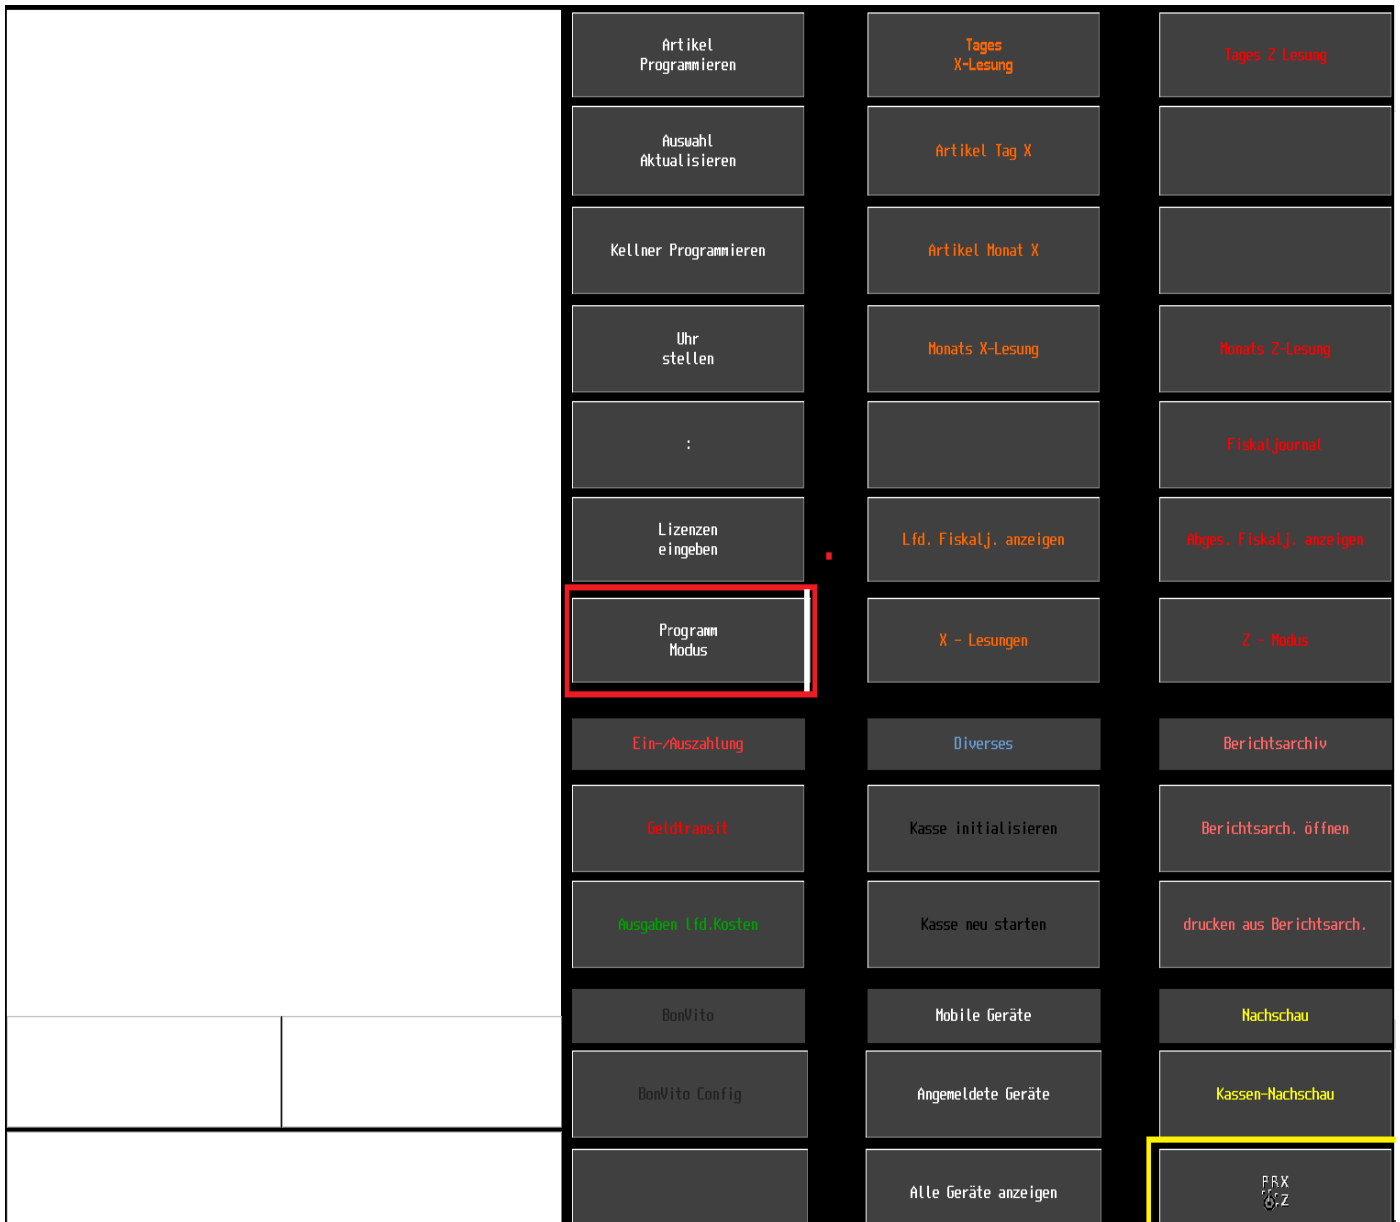 Artikel
Programmieren
Tages
X-Lesung
Tages Z Lesung
Auswahl
Aktualisieren
Artikel Tag X
Kellner Programmieren
Artikel Monat X
Uhr
stellen
Monats X-Lesung
Monats Z-Lesung
:
Fiskaljournal
Lizenzen
eingeben
Lfd. Fiskalj. anzeigen
Abges. Fiskalj. anzeigen
Programm
Modus
X - Lesungen
Z - Modus
Ein-/Auszahlung
Diverses
Berichtsarchiv
Geldtransit
Kasse initialisieren
Berichtsarch. öffnen
Ausgaben lfd.Kosten
Kasse neu starten
drucken aus Berichtsarch.
BonVito
Mobile Geräte
Nachschau
BonVito Config
Angemeldete Geräte
Kassen-Nachschau
Alle Geräte anzeigen